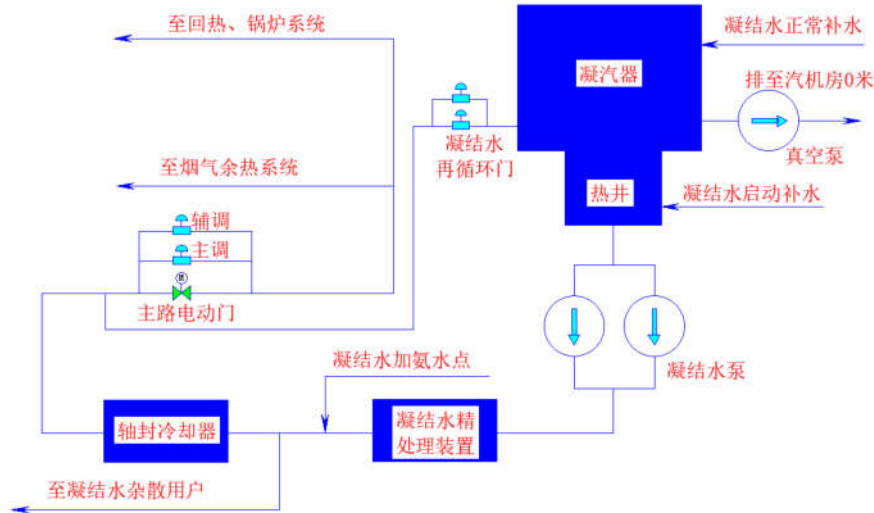 至回热、锅炉系统
凝结水正常补水
凝汽器
排至汽机房0米
凝结水
再循环门
真空泵
至烟气余热系统
热井
凝结水启动补水
辅调
主调
主路电动门
凝结水加氨水点
凝结水泵
轴封冷却器
凝结水精
处理装置
至凝结水杂散用户